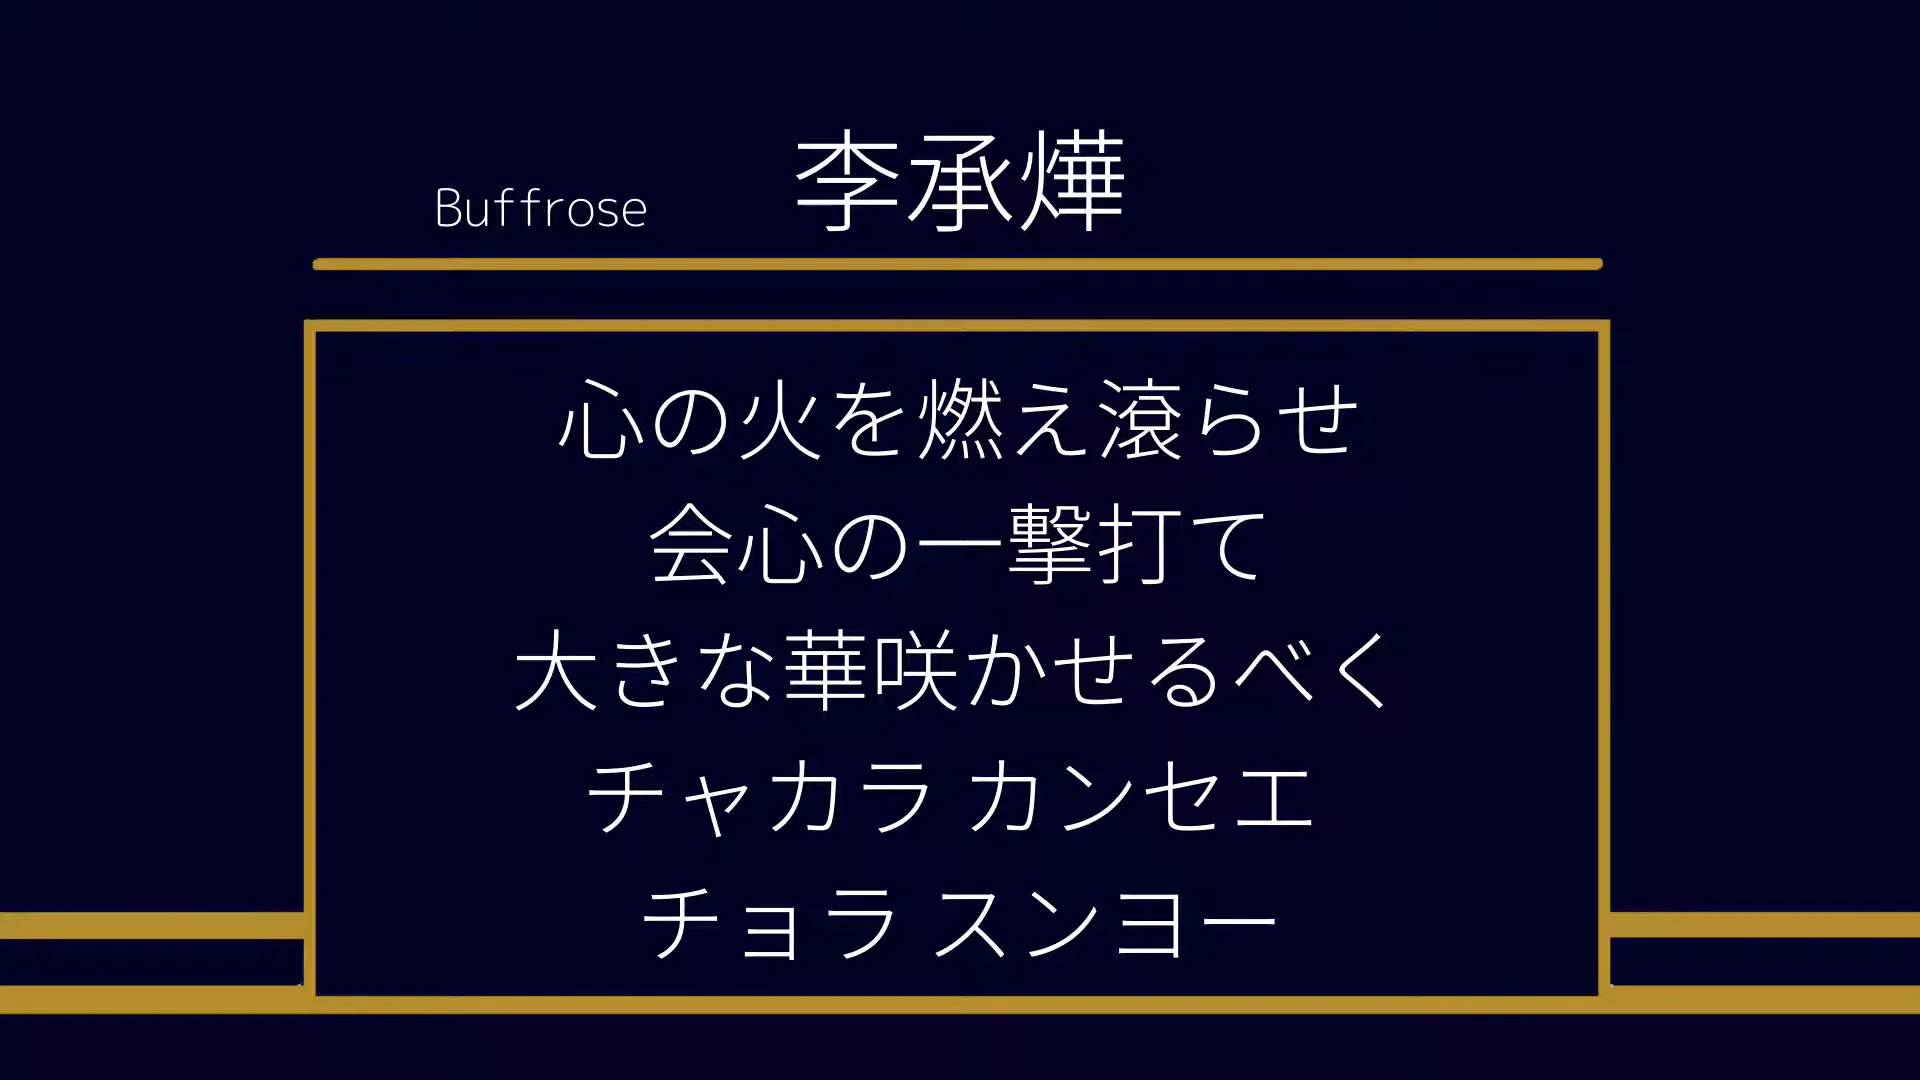 Buffrose
李承燁
心の火を燃え滾らせ
会心の一撃打て
大きな華咲かせるべく
チャカラ カンセエ
チョラ スンヨー